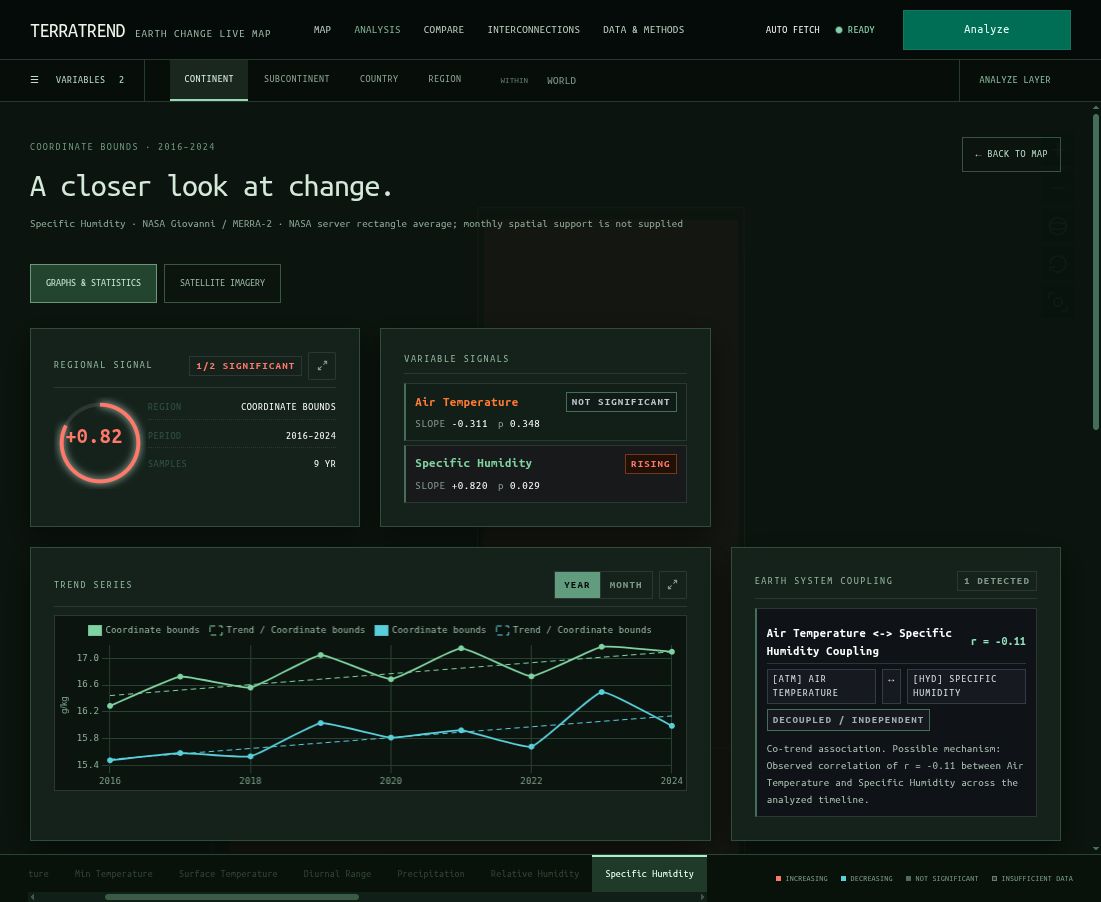 TERRATREND EARTH CHANGE LIVE MAP MAP ANALYSIS COMPARE INTERCONNECTIONS DATA & METHODS AUTO FETCH READY Analyze
☰ VARIABLES 2 CONTINENT SUBCONTINENT COUNTRY REGION WITHIN WORLD ANALYZE LAYER
COORDINATE BOUNDS · 2016–2024
← BACK TO MAP
A closer look at change.
Specific Humidity · NASA Giovanni / MERRA-2 · NASA server rectangle average; monthly spatial support is not supplied
GRAPHS & STATISTICS SATELLITE IMAGERY
REGIONAL SIGNAL 1/2 SIGNIFICANT
+0.82
REGION COORDINATE BOUNDS
PERIOD 2016–2024
SAMPLES 9 YR
VARIABLE SIGNALS
Air Temperature NOT SIGNIFICANT
SLOPE -0.311 p 0.348
Specific Humidity RISING
SLOPE +0.820 p 0.029
TREND SERIES YEAR MONTH
Coordinate bounds Trend / Coordinate bounds Coordinate bounds Trend / Coordinate bounds
17.0
16.6
16.2
15.8
15.4
g/kg
2016 2018 2020 2022 2024
EARTH SYSTEM COUPLING 1 DETECTED
Air Temperature <-> Specific
Humidity Coupling
r = -0.11
[ATM] AIR
TEMPERATURE
↔
[HYD] SPECIFIC
HUMIDITY
DECOUPLED / INDEPENDENT
Co-trend association. Possible mechanism:
Observed correlation of r = -0.11 between Air
Temperature and Specific Humidity across the
analyzed timeline.
ture Min Temperature Surface Temperature Diurnal Range Precipitation Relative Humidity Specific Humidity
INCREASING DECREASING NOT SIGNIFICANT INSUFFICIENT DATA